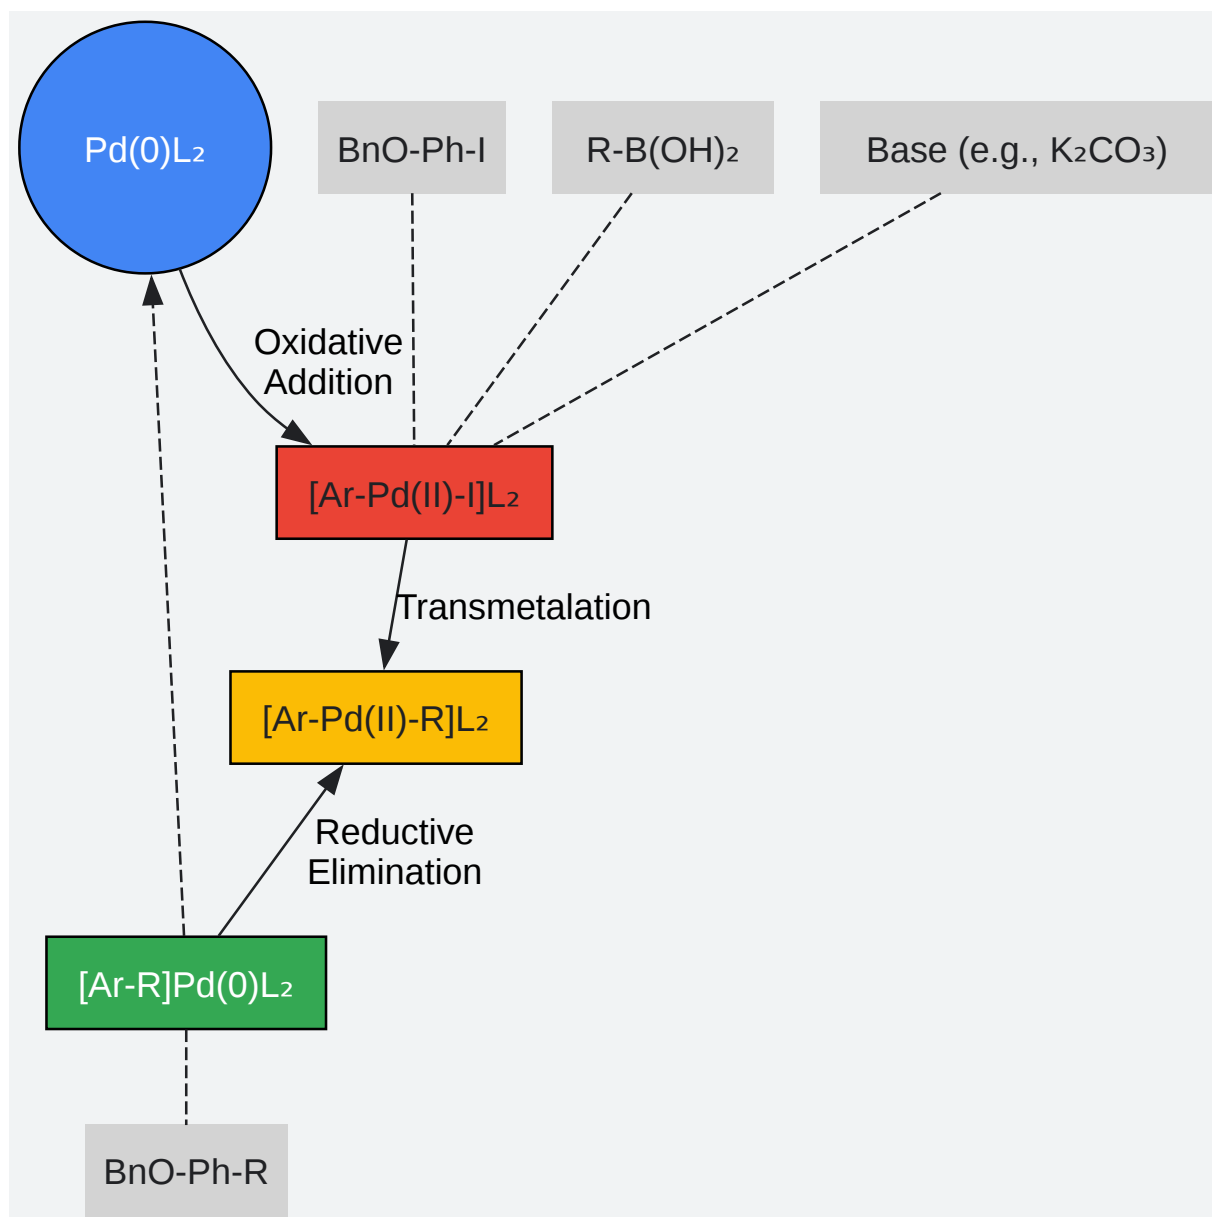 Pd(0)L₂
BnO-Ph-I
R-B(OH)₂
Base (e.g., K₂CO₃)
Oxidative
Addition
[Ar-Pd(II)-I]L₂
Transmetalation
[Ar-Pd(II)-R]L₂
Reductive
Elimination
[Ar-R]Pd(0)L₂
BnO-Ph-R